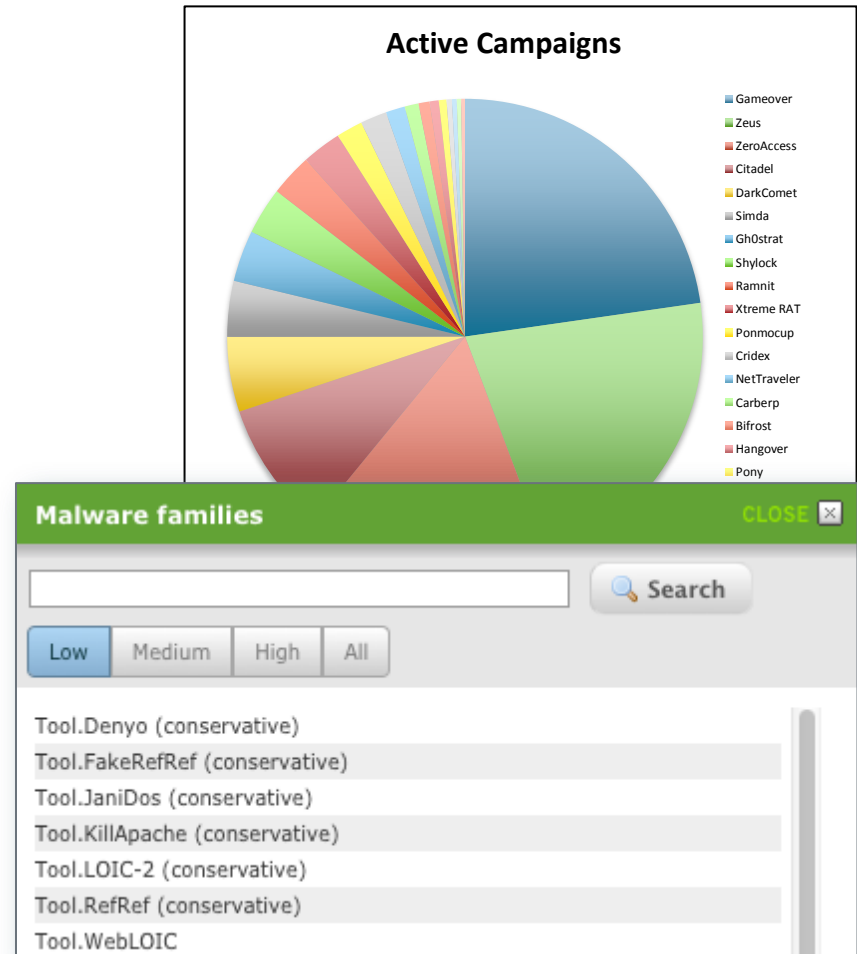 Active Campaigns
Gameover
Zeus
ZeroAccess
Citadel
DarkComet
Simda
Gh0strat
Shylock
Ramnit
Xtreme RAT
Ponmocup
Cridex
NetTraveler
Carberp
Bifrost
Hangover
Pony
Malware families
CLOSE
Search
Low Medium High All
Tool.Denyo (conservative)
Tool.FakeRefRef (conservative)
Tool.JaniDos (conservative)
Tool.KillApache (conservative)
Tool.LOIC-2 (conservative)
Tool.RefRef (conservative)
Tool.WebLOIC